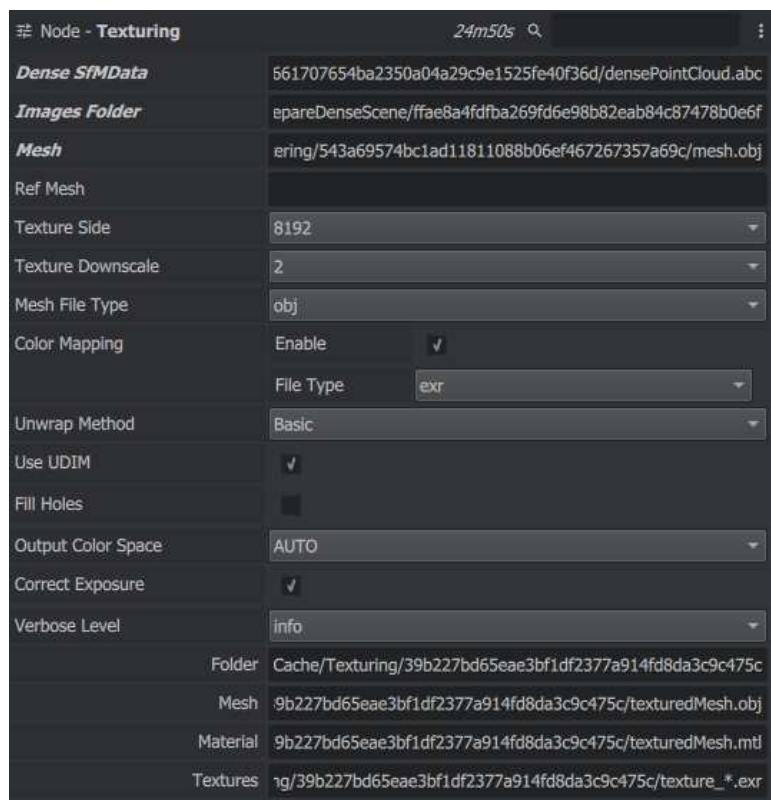 Node - Texturing 24m50s
Dense SfMData 561707654ba2350a04a29c9e1525fe40f36d/densePointCloud.abc
Images Folder epareDenseScene/ffae8a4fdfba269fd6e98b82eab84c87478b0e6f
Mesh ering/543a69574bc1ad11811088b06ef467267357a69c/mesh.obj
Ref Mesh
Texture Side 8192
Texture Downscale 2
Mesh File Type obj
Color Mapping Enable
File Type exr
Unwrap Method Basic
Use UDIM
Fill Holes
Output Color Space AUTO
Correct Exposure
Verbose Level info
Folder Cache/Texturing/39b227bd65eae3bf1df2377a914fd8da3c9c475c
Mesh 9b227bd65eae3bf1df2377a914fd8da3c9c475c/texturedMesh.obj
Material 9b227bd65eae3bf1df2377a914fd8da3c9c475c/texturedMesh.mtl
Textures ng/39b227bd65eae3bf1df2377a914fd8da3c9c475c/texture_*.exr